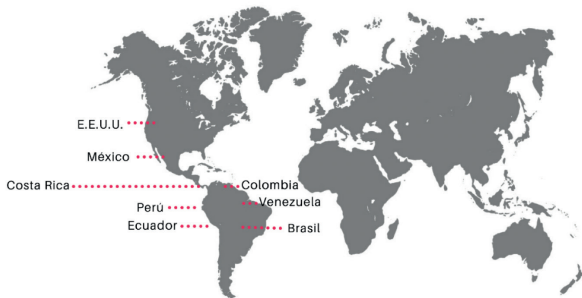 E.E.U.U.
México
Costa Rica
Colombia
Venezuela
Perú
Ecuador
Brasil